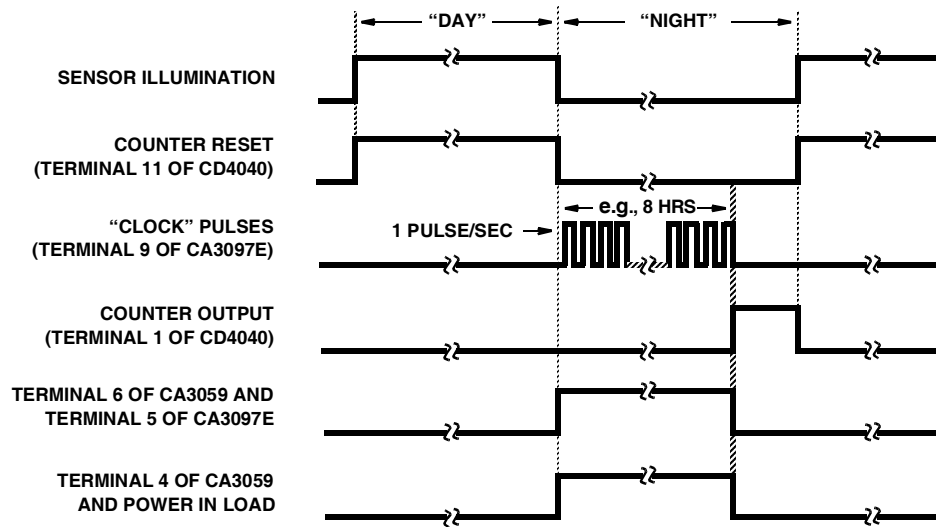 “DAY”
“NIGHT”
SENSOR ILLUMINATION
COUNTER RESET
(TERMINAL 11 OF CD4040)
“CLOCK” PULSES
(TERMINAL 9 OF CA3097E)
1 PULSE/SEC
e.g., 8 HRS
COUNTER OUTPUT
(TERMINAL 1 OF CD4040)
TERMINAL 6 OF CA3059 AND
TERMINAL 5 OF CA3097E
TERMINAL 4 OF CA3059
AND POWER IN LOAD